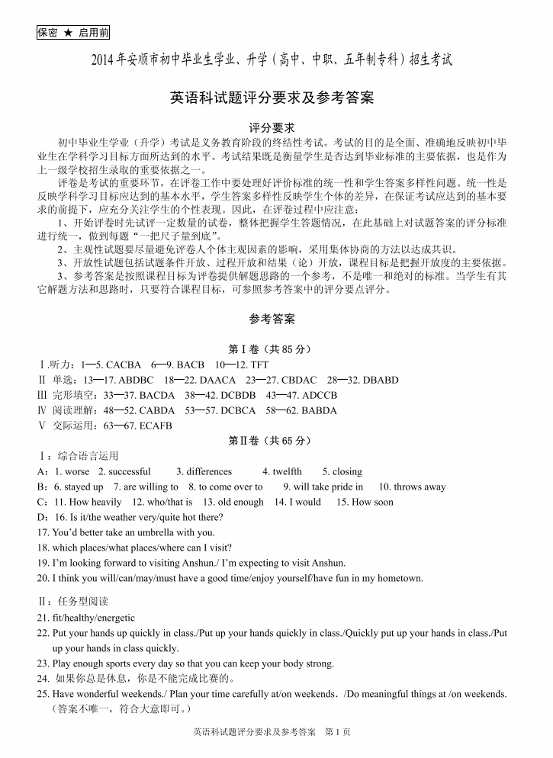 保密 ★ 启用前
2014 年安顺市初中毕业生学业、升学（高中、中职、五年制专科）招生考试
英语科试题评分要求及参考答案
评分要求
初中毕业生学业（升学）考试是义务教育阶段的终结性考试。考试的目的是全面、准确地反映初中毕
业生在学科学习目标方面所达到的水平。考试结果既是衡量学生是否达到毕业标准的主要依据，也是作为
上一级学校招生录取的重要依据之一。
评卷是考试的重要环节，在评卷工作中要处理好评价标准的统一性和学生答案多样性问题。统一性是
反映学科学习目标应达到的基本水平，学生答案多样性反映学生个体的差异，在保证考试应达到的基本要
求的前提下，应充分关注学生的个性表现。因此，在评卷过程中应注意：
1、开始评卷时先试评一定数量的试卷，整体把握学生答题情况，在此基础上对试题答案的评分标准
进行统一，做到每题“一把尺子量到底”。
2、主观性试题要尽量避免评卷人个体主观因素的影响，采用集体协商的方法以达成共识。
3、开放性试题包括试题条件开放、过程开放和结果（论）开放，课程目标是把握开放度的主要依据。
3、参考答案是按照课程目标为评卷提供解题思路的一个参考，不是唯一和绝对的标准。当学生有其
它解题方法和思路时，只要符合课程目标，可参照参考答案中的评分要点评分。
参考答案
第Ⅰ卷（共 85 分）
Ⅰ.听力：1—5. CACBA 6—9. BACB 10—12. TFT
Ⅱ 单选：13—17. ABDBC 18—22. DAACA 23—27. CBDAC 28—32. DBABD
Ⅲ 完形填空：33—37. BACDA 38—42. DCBDB 43—47. ADCCB
Ⅳ 阅读理解：48—52. CABDA 53—57. DCBCA 58—62. BABDA
Ⅴ 交际运用：63—67. ECAFB
第Ⅱ卷（共 65 分）
Ⅰ：综合语言运用
A：1. worse 2. successful 3. differences 4. twelfth 5. closing
B：6. stayed up 7. are willing to 8. to come over to 9. will take pride in 10. throws away
C：11. How heavily 12. who/that is 13. old enough 14. I would 15. How soon
D：16. Is it/the weather very/quite hot there?
17. You’d better take an umbrella with you.
18. which places/what places/where can I visit?
19. I’m looking forward to visiting Anshun./ I’m expecting to visit Anshun.
20. I think you will/can/may/must have a good time/enjoy yourself/have fun in my hometown.
Ⅱ：任务型阅读
21. fit/healthy/energetic
22. Put your hands up quickly in class./Put up your hands quickly in class./Quickly put up your hands in class./Put
up your hands in class quickly.
23. Play enough sports every day so that you can keep your body strong.
24. 如果你总是休息，你是不能完成比赛的。
25. Have wonderful weekends./ Plan your time carefully at/on weekends．/Do meaningful things at /on weekends.
（答案不唯一，符合大意即可。）
英语科试题评分要求及参考答案 第 1 页